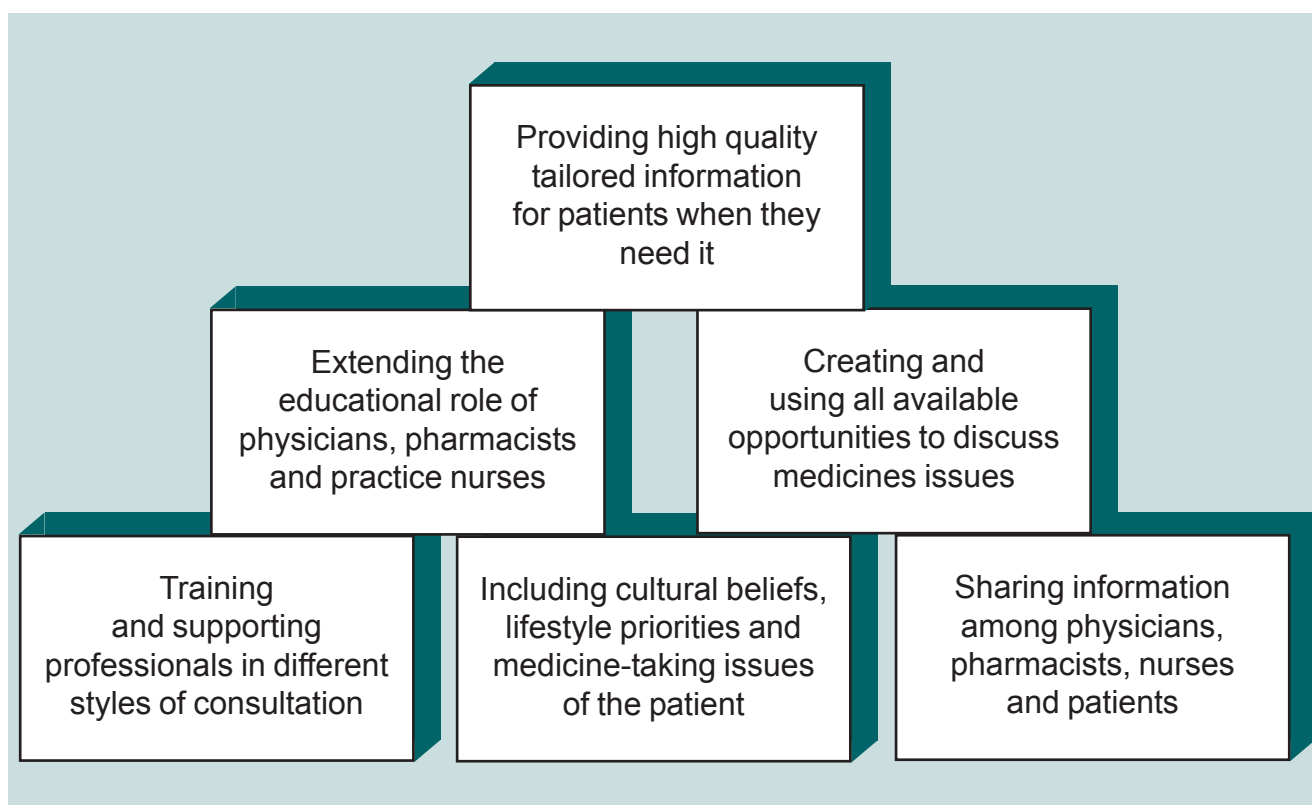 Providing high quality
tailored information
for patients when they
need it
Extending the
educational role of
physicians, pharmacists
and practice nurses
Creating and
using all available
opportunities to discuss
medicines issues
Training
and supporting
professionals in different
styles of consultation
Including cultural beliefs,
lifestyle priorities and
medicine-taking issues
of the patient
Sharing information
among physicians,
pharmacists, nurses
and patients